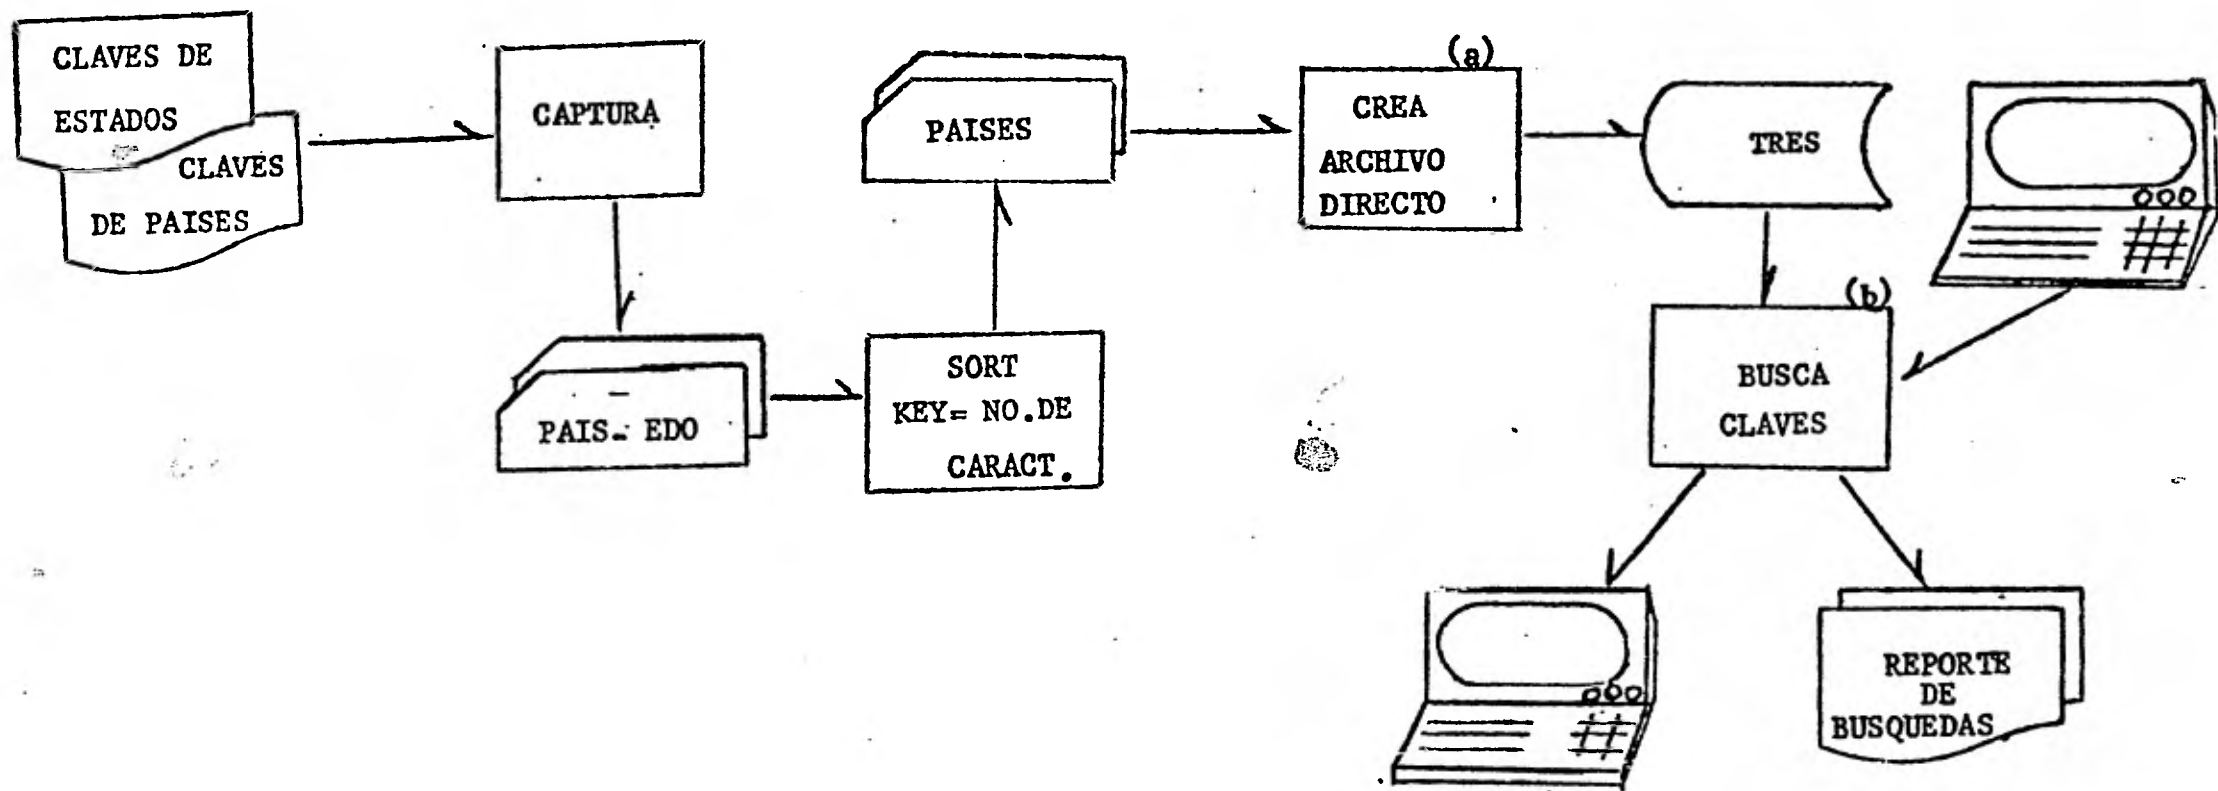 CLAVES DE
ESTADOS
CLAVES
DE PAISES
CAPTURA
PAIS - EDO
SORT
KEY= NO.DE
CARACT.
PAISES
(a)
CREA
ARCHIVO
DIRECTO
TRES
(b)
BUSCA
CLAVES
REPORTE
DE
BUSQUEDAS